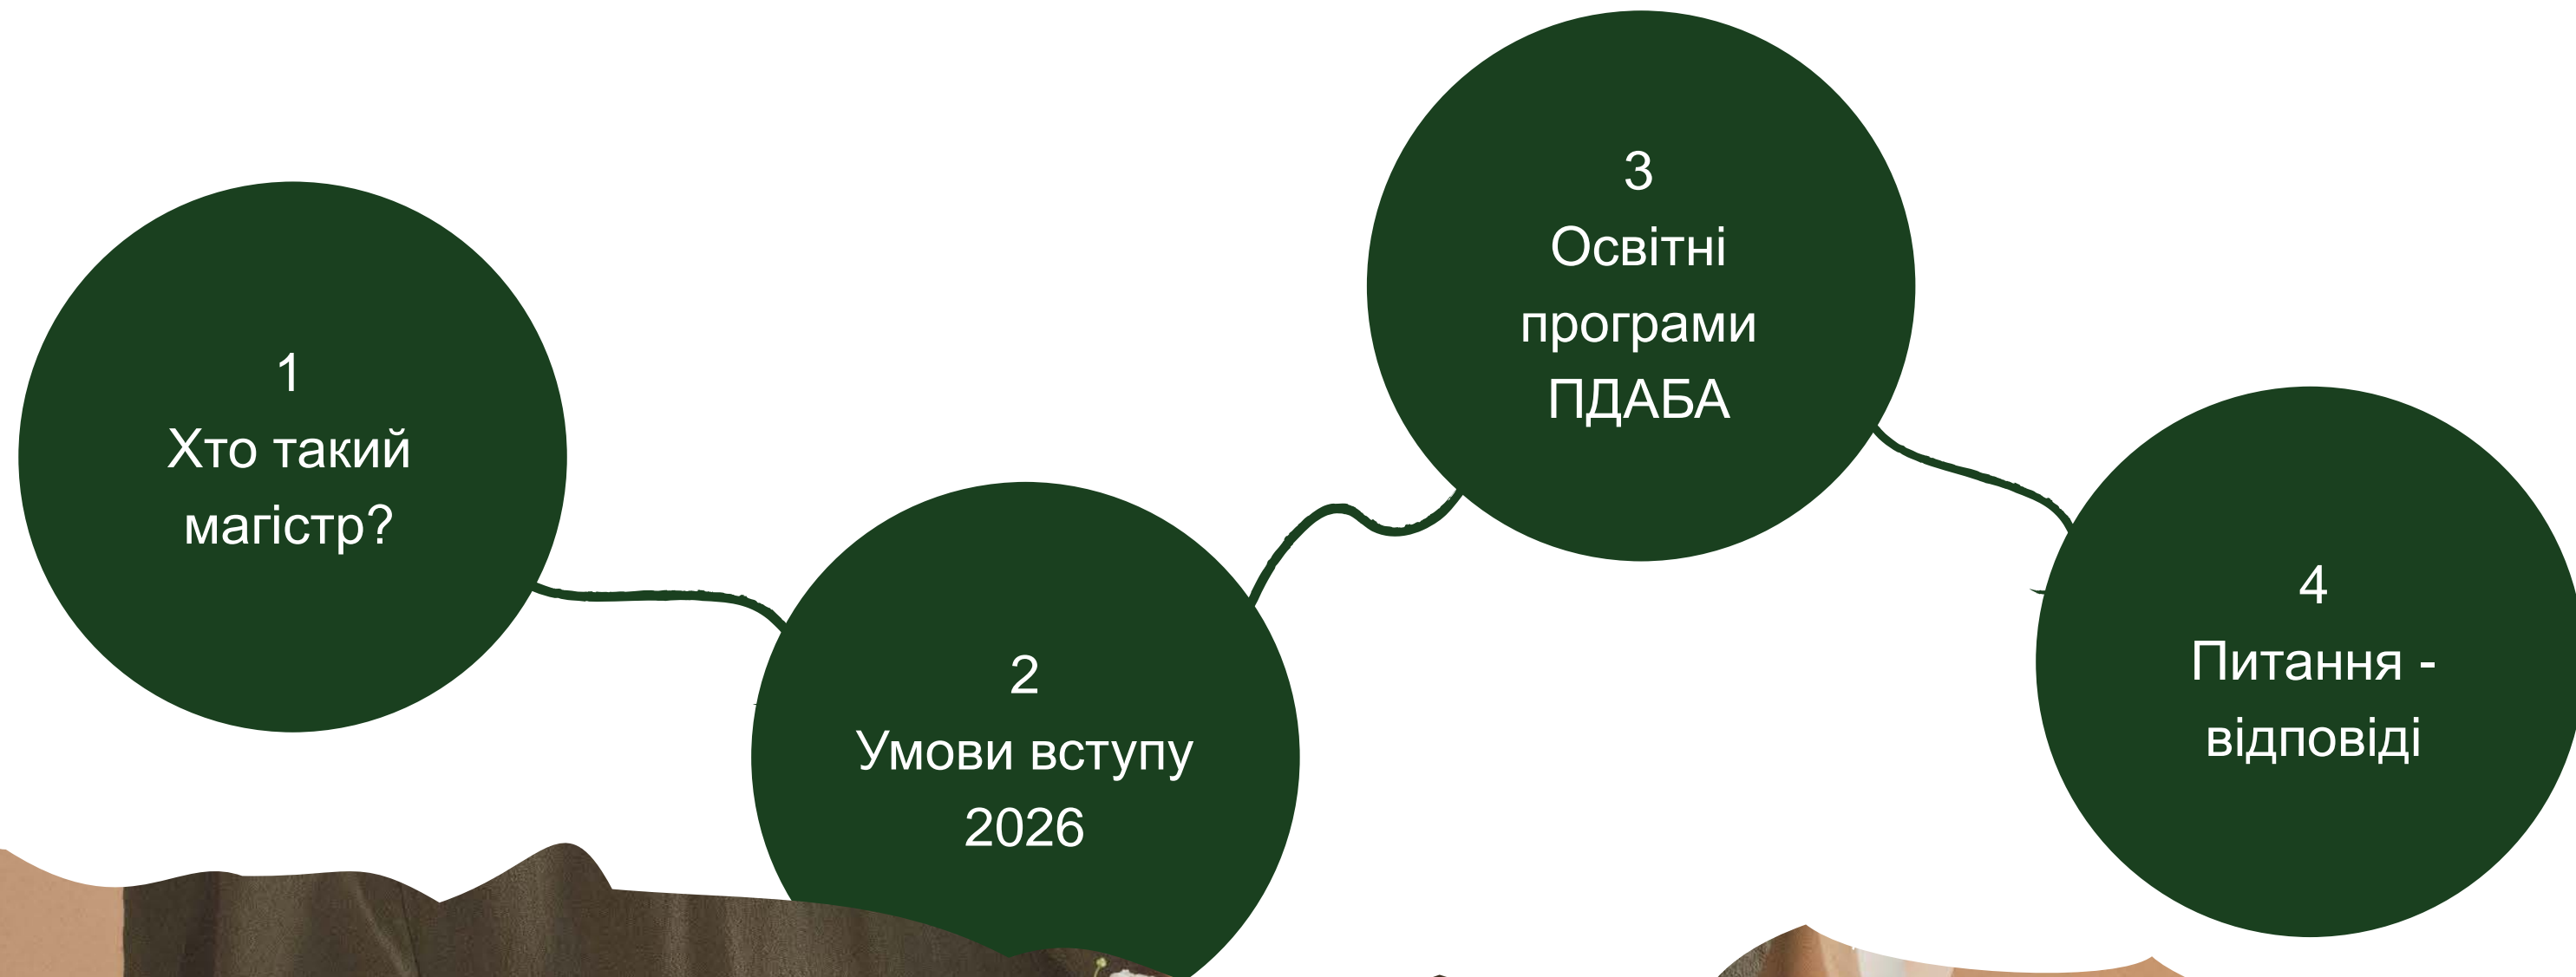 1
Хто такий
магістр?
2
Умови вступу
2026
3
Освітні
програми
ПДАБА
4
Питання -
відповіді